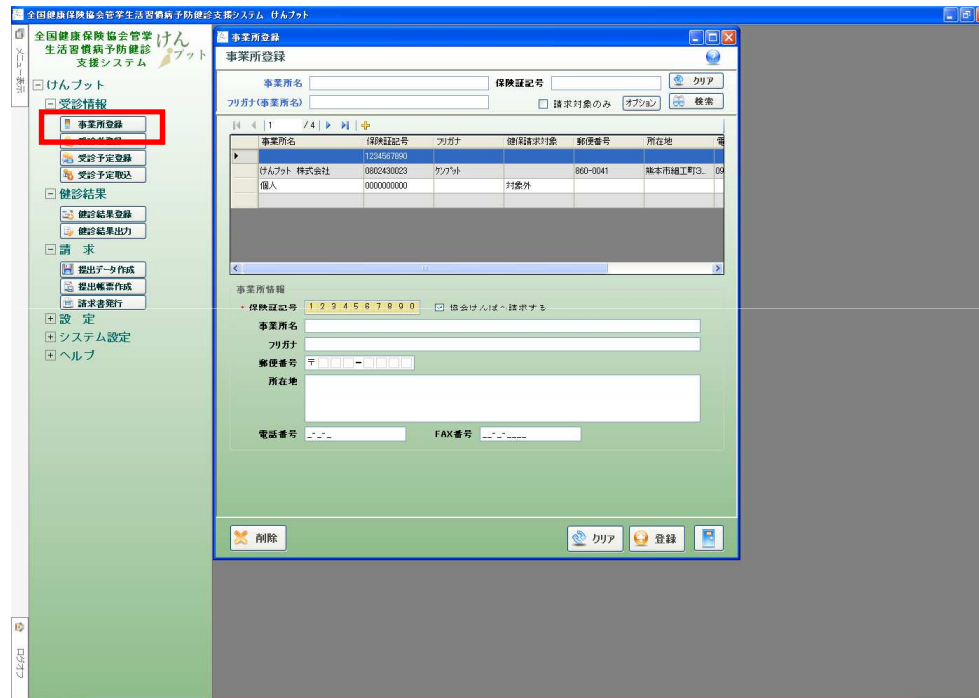 全国健康保険協会管掌生活習慣病予防健診支援システム けんプット
メニュー表示
全国健康保険協会管掌
生活習慣病予防健診
支援システム
けんプット
けんプット
受診情報
事業所登録
受診予定登録
受診予定取込
健診結果
健診結果登録
健診結果出力
請 求
提出データ作成
提出帳票作成
請求書発行
設 定
システム設定
ヘルプ
ログオフ
事業所登録
事業所登録
事業所名 保険証記号 クリア
フリガナ(事業所名) 請求対象のみ オプション 検索
1 / 4
事業所名 保険証記号 フリガナ 健保請求対象 郵便番号 所在地 電
1234567890
けんプット 株式会社 0802430023 ケンプット 860-0041 熊本市細工町3... 09
個人 0000000000 対象外
事業所情報
* 保険証記号 1 2 3 4 5 6 7 8 9 0 協会けんぽへ請求する
事業所名
フリガナ
郵便番号 〒 -
所在地
電話番号 _-_-_ FAX番号 __-_-____
削除 クリア 登録